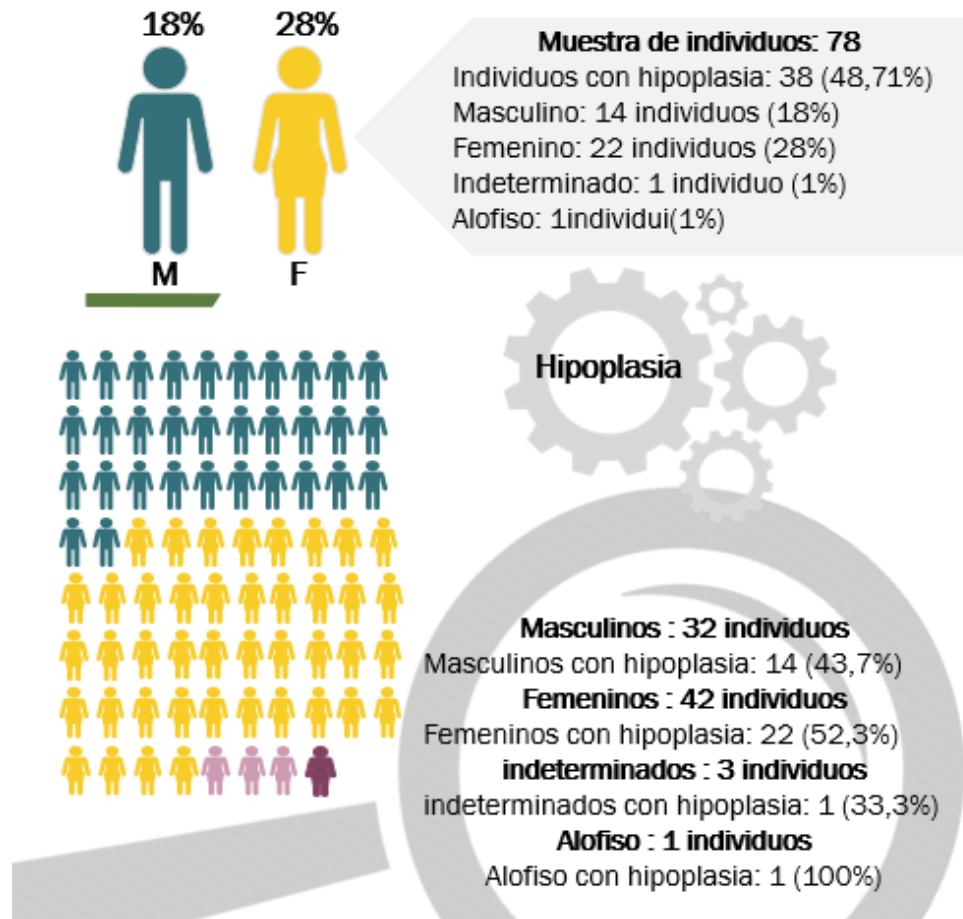 18%
28%
M
F
Muestra de individuos: 78
Individuos con hipoplasia: 38 (48,71%)
Masculino: 14 individuos (18%)
Femenino: 22 individuos (28%)
Indeterminado: 1 individuo (1%)
Alofiso: 1individui(1%)
Hipoplasia
Masculinos : 32 individuos
Masculinos con hipoplasia: 14 (43,7%)
Femeninos : 42 individuos
Femeninos con hipoplasia: 22 (52,3%)
indeterminados : 3 individuos
indeterminados con hipoplasia: 1 (33,3%)
Alofiso : 1 individuos
Alofiso con hipoplasia: 1 (100%)